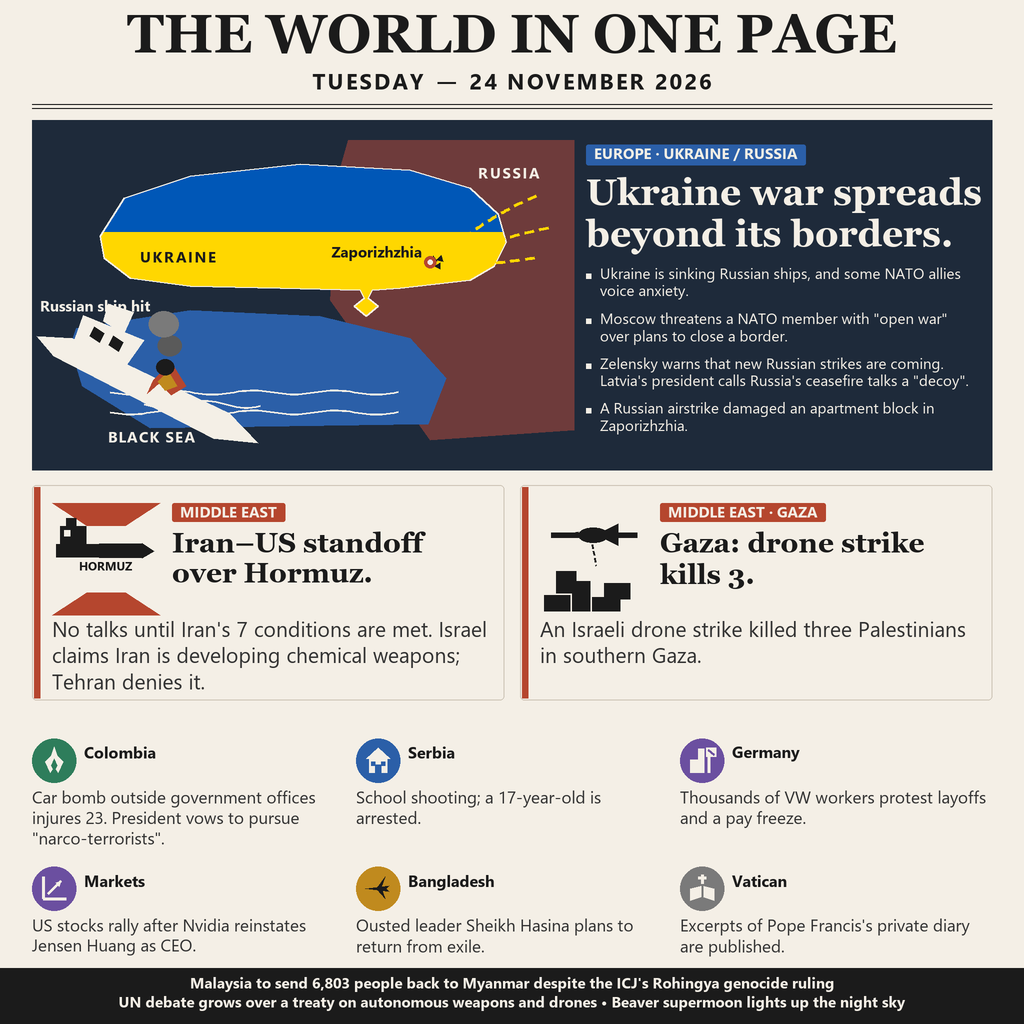 THE WORLD IN ONE PAGE
TUESDAY — 24 NOVEMBER 2026
RUSSIA
UKRAINE
Zaporizhzhia
Russian ship hit
BLACK SEA
EUROPE · UKRAINE / RUSSIA
Ukraine war spreads
beyond its borders.
Ukraine is sinking Russian ships, and some NATO allies
voice anxiety.
Moscow threatens a NATO member with "open war"
over plans to close a border.
Zelensky warns that new Russian strikes are coming.
Latvia's president calls Russia's ceasefire talks a "decoy".
A Russian airstrike damaged an apartment block in
Zaporizhzhia.
HORMUZ
MIDDLE EAST
Iran–US standoff
over Hormuz.
No talks until Iran's 7 conditions are met. Israel
claims Iran is developing chemical weapons;
Tehran denies it.
MIDDLE EAST · GAZA
Gaza: drone strike
kills 3.
An Israeli drone strike killed three Palestinians
in southern Gaza.
Colombia
Car bomb outside government offices
injures 23. President vows to pursue
"narco-terrorists".
Serbia
School shooting; a 17-year-old is
arrested.
Germany
Thousands of VW workers protest layoffs
and a pay freeze.
Markets
US stocks rally after Nvidia reinstates
Jensen Huang as CEO.
Bangladesh
Ousted leader Sheikh Hasina plans to
return from exile.
Vatican
Excerpts of Pope Francis's private diary
are published.
Malaysia to send 6,803 people back to Myanmar despite the ICJ's Rohingya genocide ruling
UN debate grows over a treaty on autonomous weapons and drones • Beaver supermoon lights up the night sky